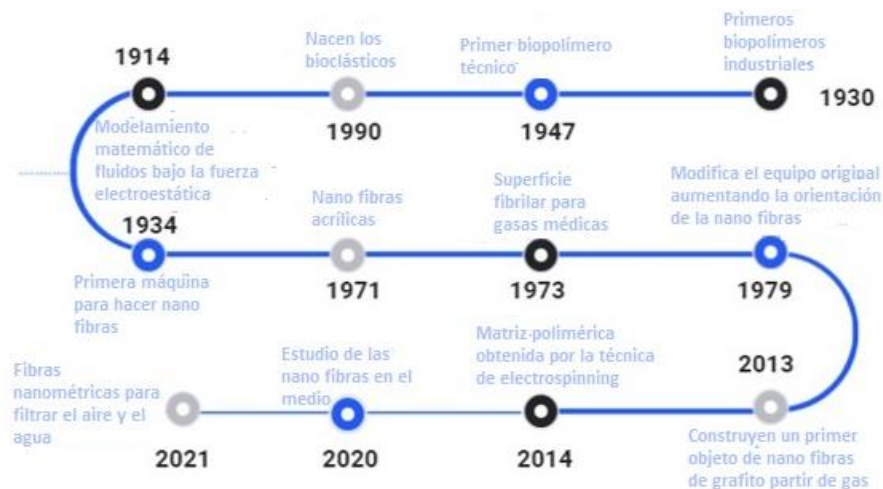 1914
Nacen los
bioclásticos
1990
Primer biopolímero
técnico
1947
Primeros
biopolímeros
industriales
1930
Modelamiento
matemático de
fluidos bajo la fuerza
electroestática
1934
Primera máquina
para hacer nano
fibras
Nano fibras
acrílicas
1971
Superficie
fibrilar para
gasas médicas
1973
Modifica el equipo original
aumentando la orientación
de la nano fibras
1979
Fibras
nanométricas para
filtrar el aire y el
agua
2021
Estudio de las
nano fibras en el
medio
2020
Matriz polimérica
obtenida por la técnica
de electrospinning
2014
2013
Construyen un primer
objeto de nano fibras
de grafito partir de gas